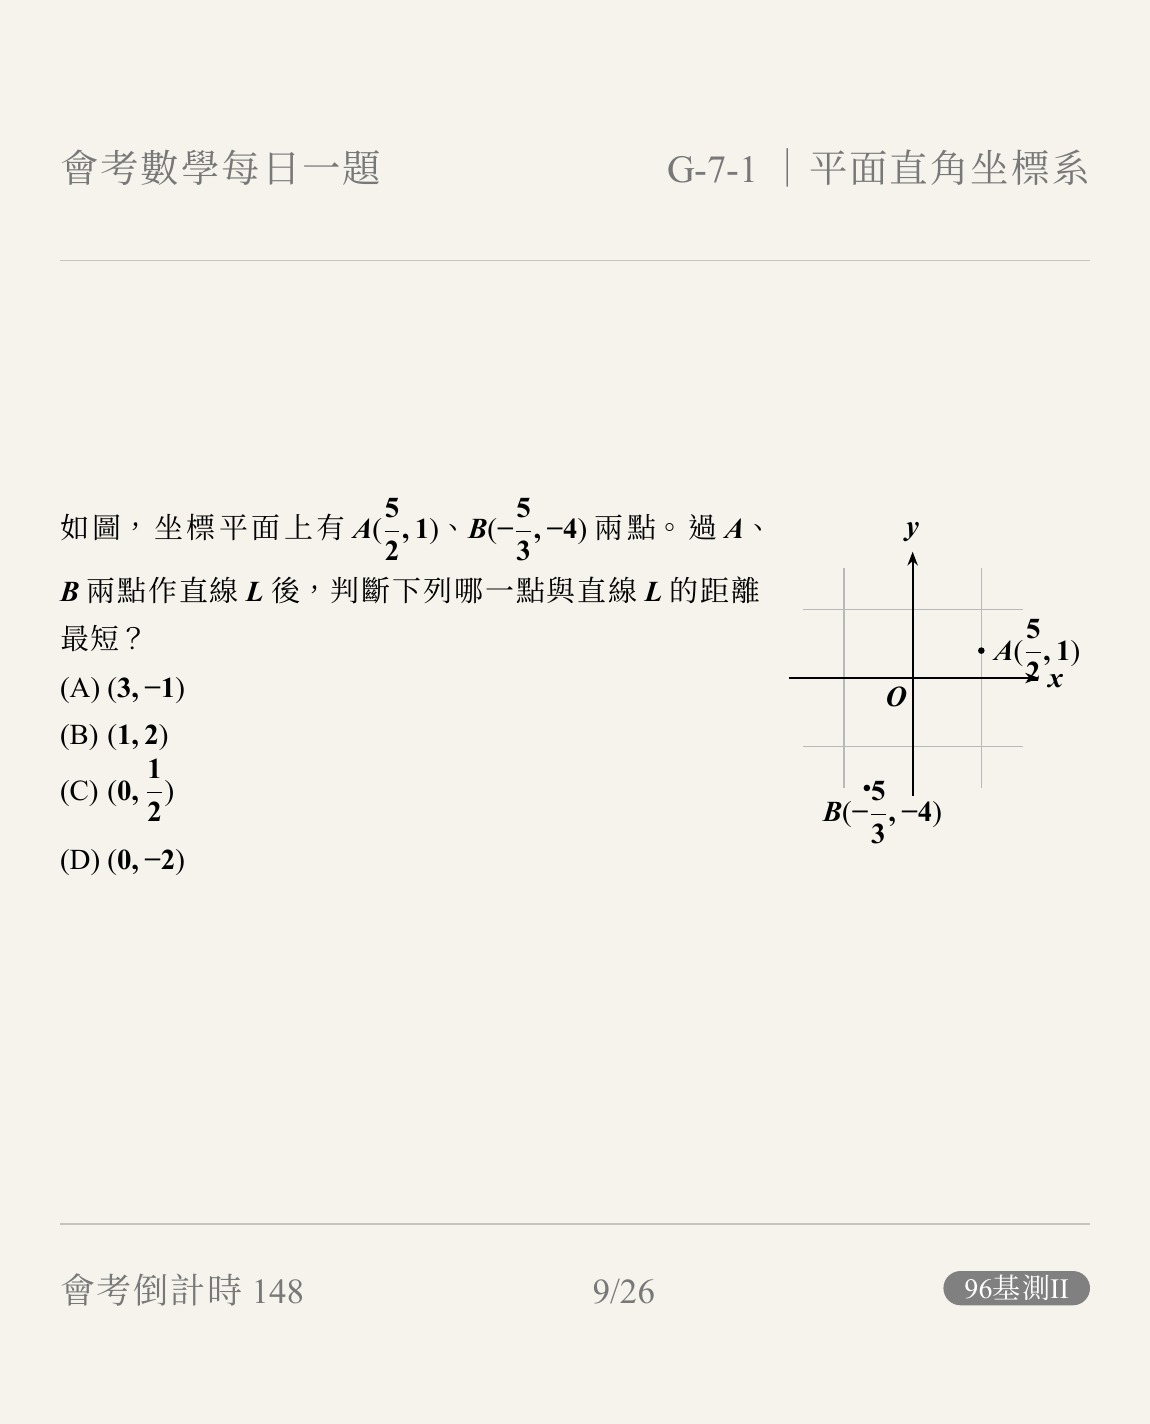 會考數學每日一題
G-7-1 | 平面直角坐標系
如圖,坐標平面上有 A(5/2, 1)、B(−5/3, −4) 兩點。過 A、
B 兩點作直線 L 後,判斷下列哪一點與直線 L 的距離
最短?
(A) (3, −1)
(B) (1, 2)
(C) (0, 1/2)
(D) (0, −2)
y
A(5/2, 1)
x
O
B(−5/3, −4)
會考倒計時 148
9/26
96基測II